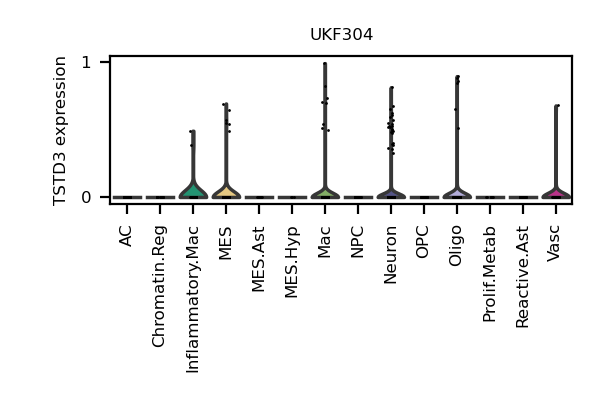 UKF304
TSTD3 expression
1
0
AC
Chromatin.Reg
Inflammatory.Mac
MES
MES.Ast
MES.Hyp
Mac
NPC
Neuron
OPC
Oligo
Prolif.Metab
Reactive.Ast
Vasc